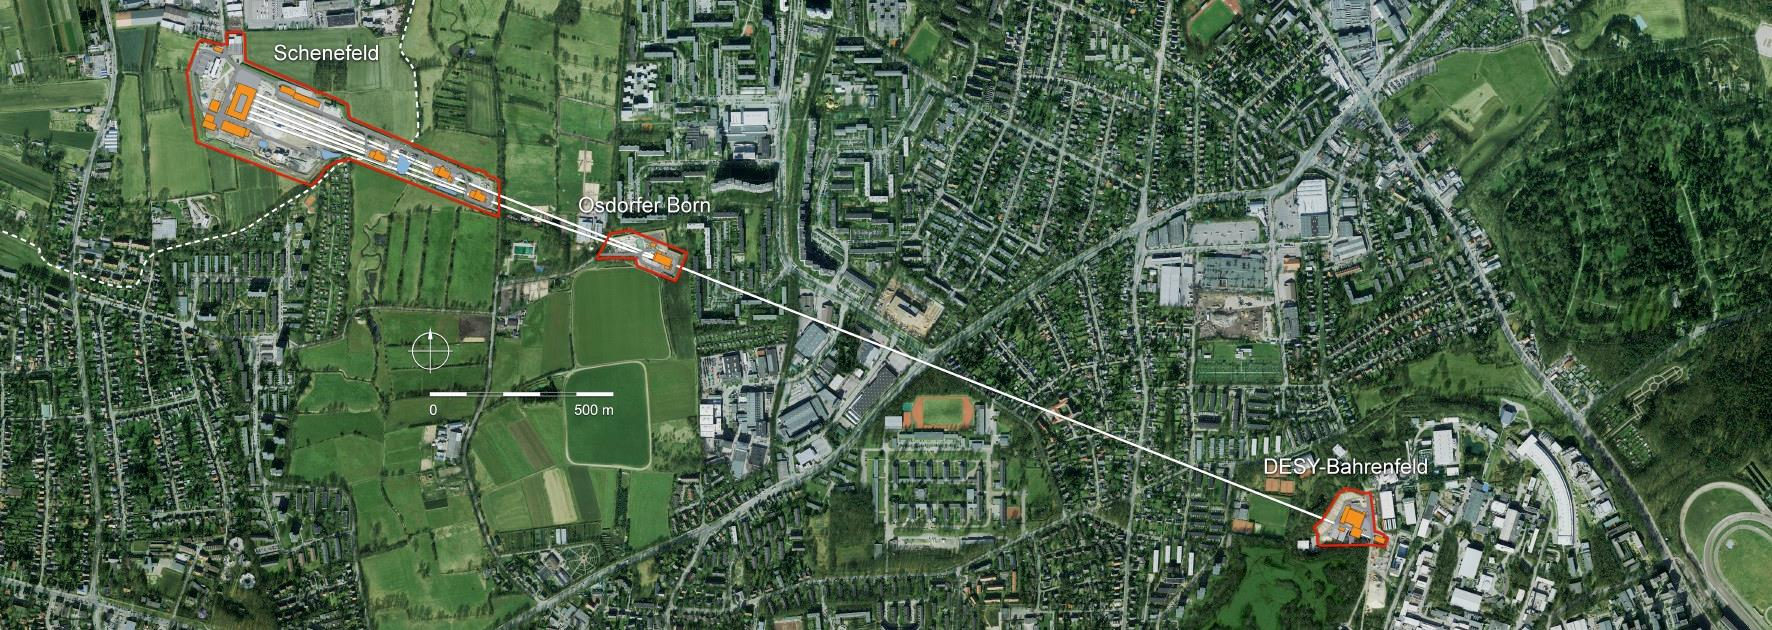 Schenefeld
Osdorfer Born
0 500 m
DESY-Bahrenfeld